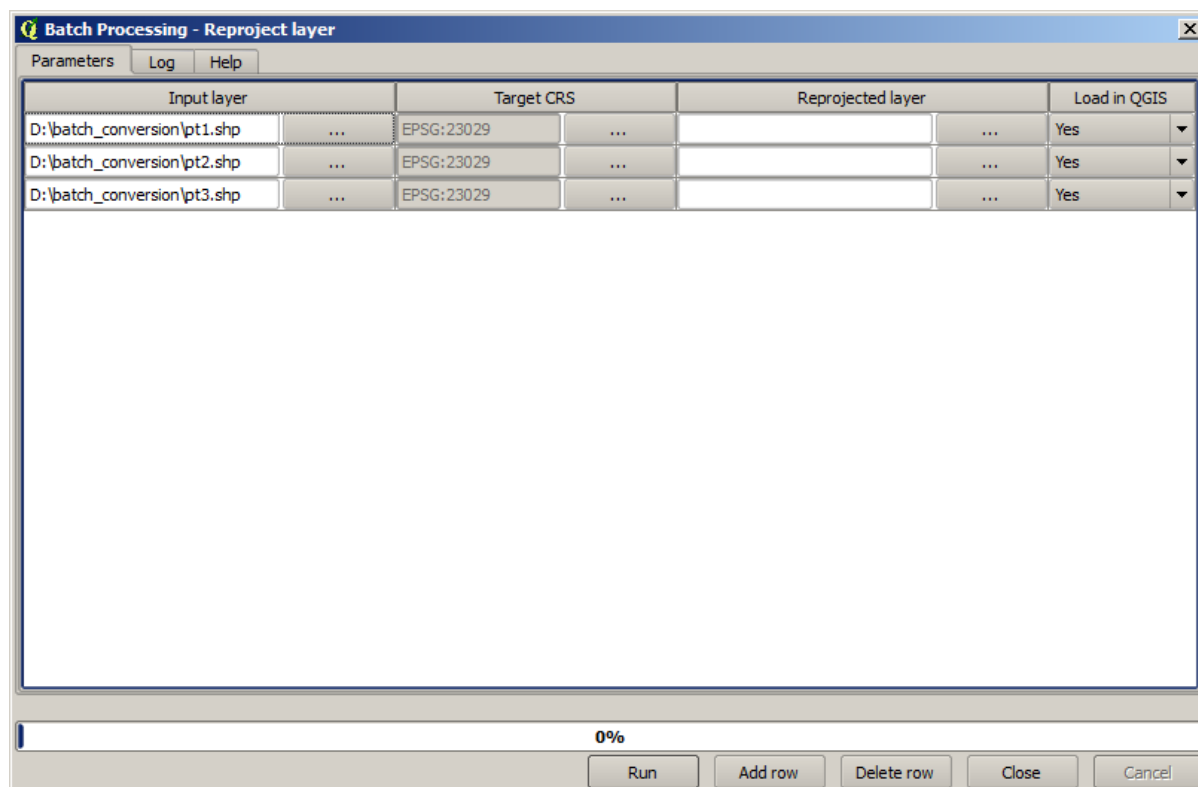 Batch Processing - Reproject layer
Parameters Log Help
Input layer Target CRS Reprojected layer Load in QGIS
D:\batch_conversion\pt1.shp ... EPSG:23029 ... ... Yes
D:\batch_conversion\pt2.shp ... EPSG:23029 ... ... Yes
D:\batch_conversion\pt3.shp ... EPSG:23029 ... ... Yes
0%
Run Add row Delete row Close Cancel